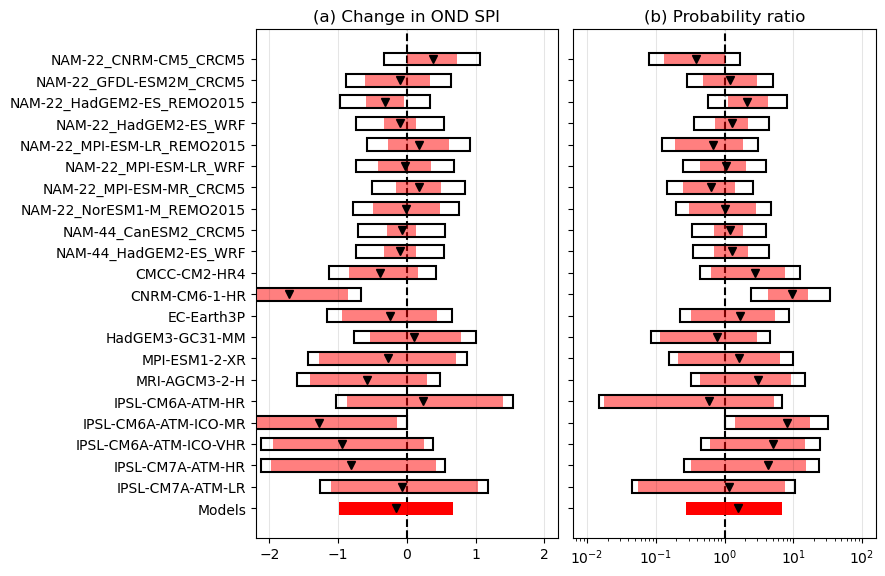 (a) Change in OND SPI
(b) Probability ratio
NAM-22_CNRM-CM5_CRCM5
NAM-22_GFDL-ESM2M_CRCM5
NAM-22_HadGEM2-ES_REMO2015
NAM-22_HadGEM2-ES_WRF
NAM-22_MPI-ESM-LR_REMO2015
NAM-22_MPI-ESM-LR_WRF
NAM-22_MPI-ESM-MR_CRCM5
NAM-22_NorESM1-M_REMO2015
NAM-44_CanESM2_CRCM5
NAM-44_HadGEM2-ES_WRF
CMCC-CM2-HR4
CNRM-CM6-1-HR
EC-Earth3P
HadGEM3-GC31-MM
MPI-ESM1-2-XR
MRI-AGCM3-2-H
IPSL-CM6A-ATM-HR
IPSL-CM6A-ATM-ICO-MR
IPSL-CM6A-ATM-ICO-VHR
IPSL-CM7A-ATM-HR
IPSL-CM7A-ATM-LR
Models
−2 −1 0 1 2
10⁻² 10⁻¹ 10⁰ 10¹ 10²